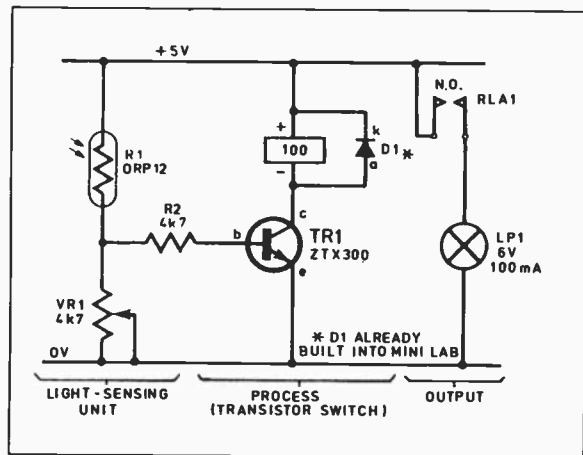 +5V
N.O.
RLA1
R1
ORP12
+
100
-
k
D1*
a
R2
4k7
b
c
TR1
ZTX300
e
LP1
6V
100mA
VR1
4k7
* D1 ALREADY
BUILT INTO MINI LAB
0V
LIGHT-SENSING
UNIT
PROCESS
(TRANSISTOR SWITCH)
OUTPUT